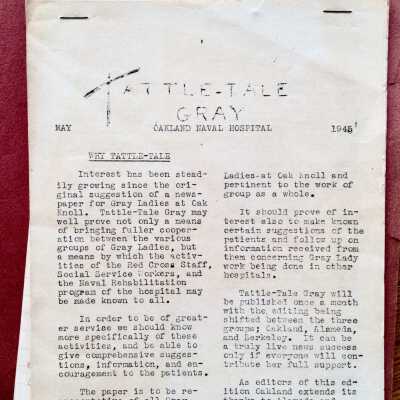 TATTLE-TALE
GRAY
MAY OAKLAND NAVAL HOSPITAL 1945
WHY TATTLE-TALE
Interest has been stead-
ily growing since the ori-
ginal suggestion of a news-
paper for Gray Ladies at Oak
Knoll. Tattle-Tale Gray may
well prove not only a means
of bringing fuller cooper-
ation between the various
groups of Gray Ladies, but
a means by which the activ-
ities of the Red Cross Staff,
Social Service Workers, and
the Naval Rehabilitation
program of the hospital may
be made known to all.
In order to be of great-
er service we should know
more specifically of these
activities, and be able to
give comprehensive sugges-
tions, information, and en-
couragement to the patients.
The paper is to be re-
Ladies at Oak Knoll and
pertinent to the work of
group as a whole.
It should prove of in-
terest also to make known
certain suggestions of the
patients and follow up on
information received from
them concerning Gray Lady
work being done in other
hospitals.
Tattle-Tale Gray will
be published once a month
with the editing being
shifted between the three
groups; Oakland, Alameda,
and Berkeley. It can be
a truly live news success
only if everyone will con-
tribute her full support.
As editors of this ed-
ition Oakland extends its